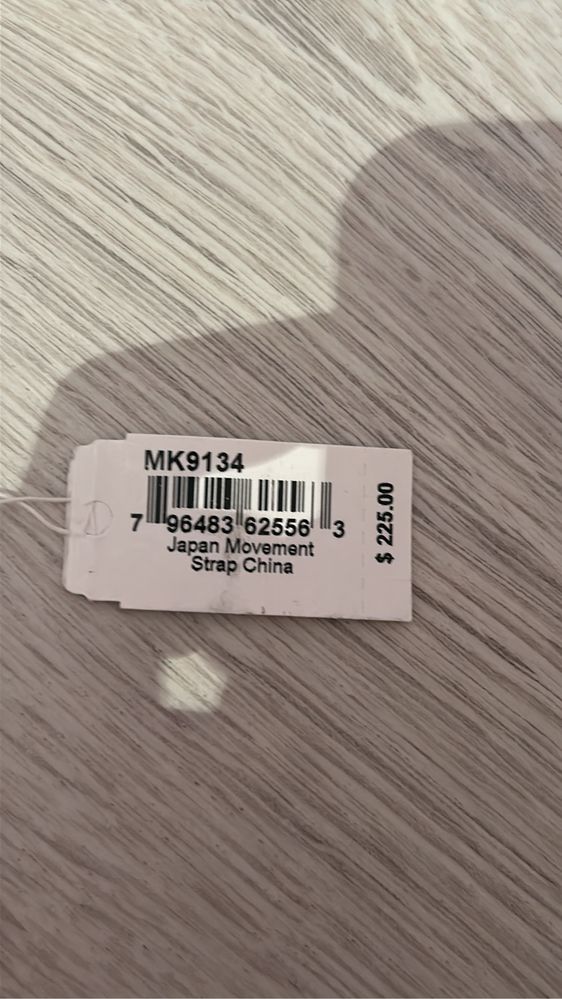 MK9134
7 96483 62556 3
Japan Movement
Strap China
$ 225.00